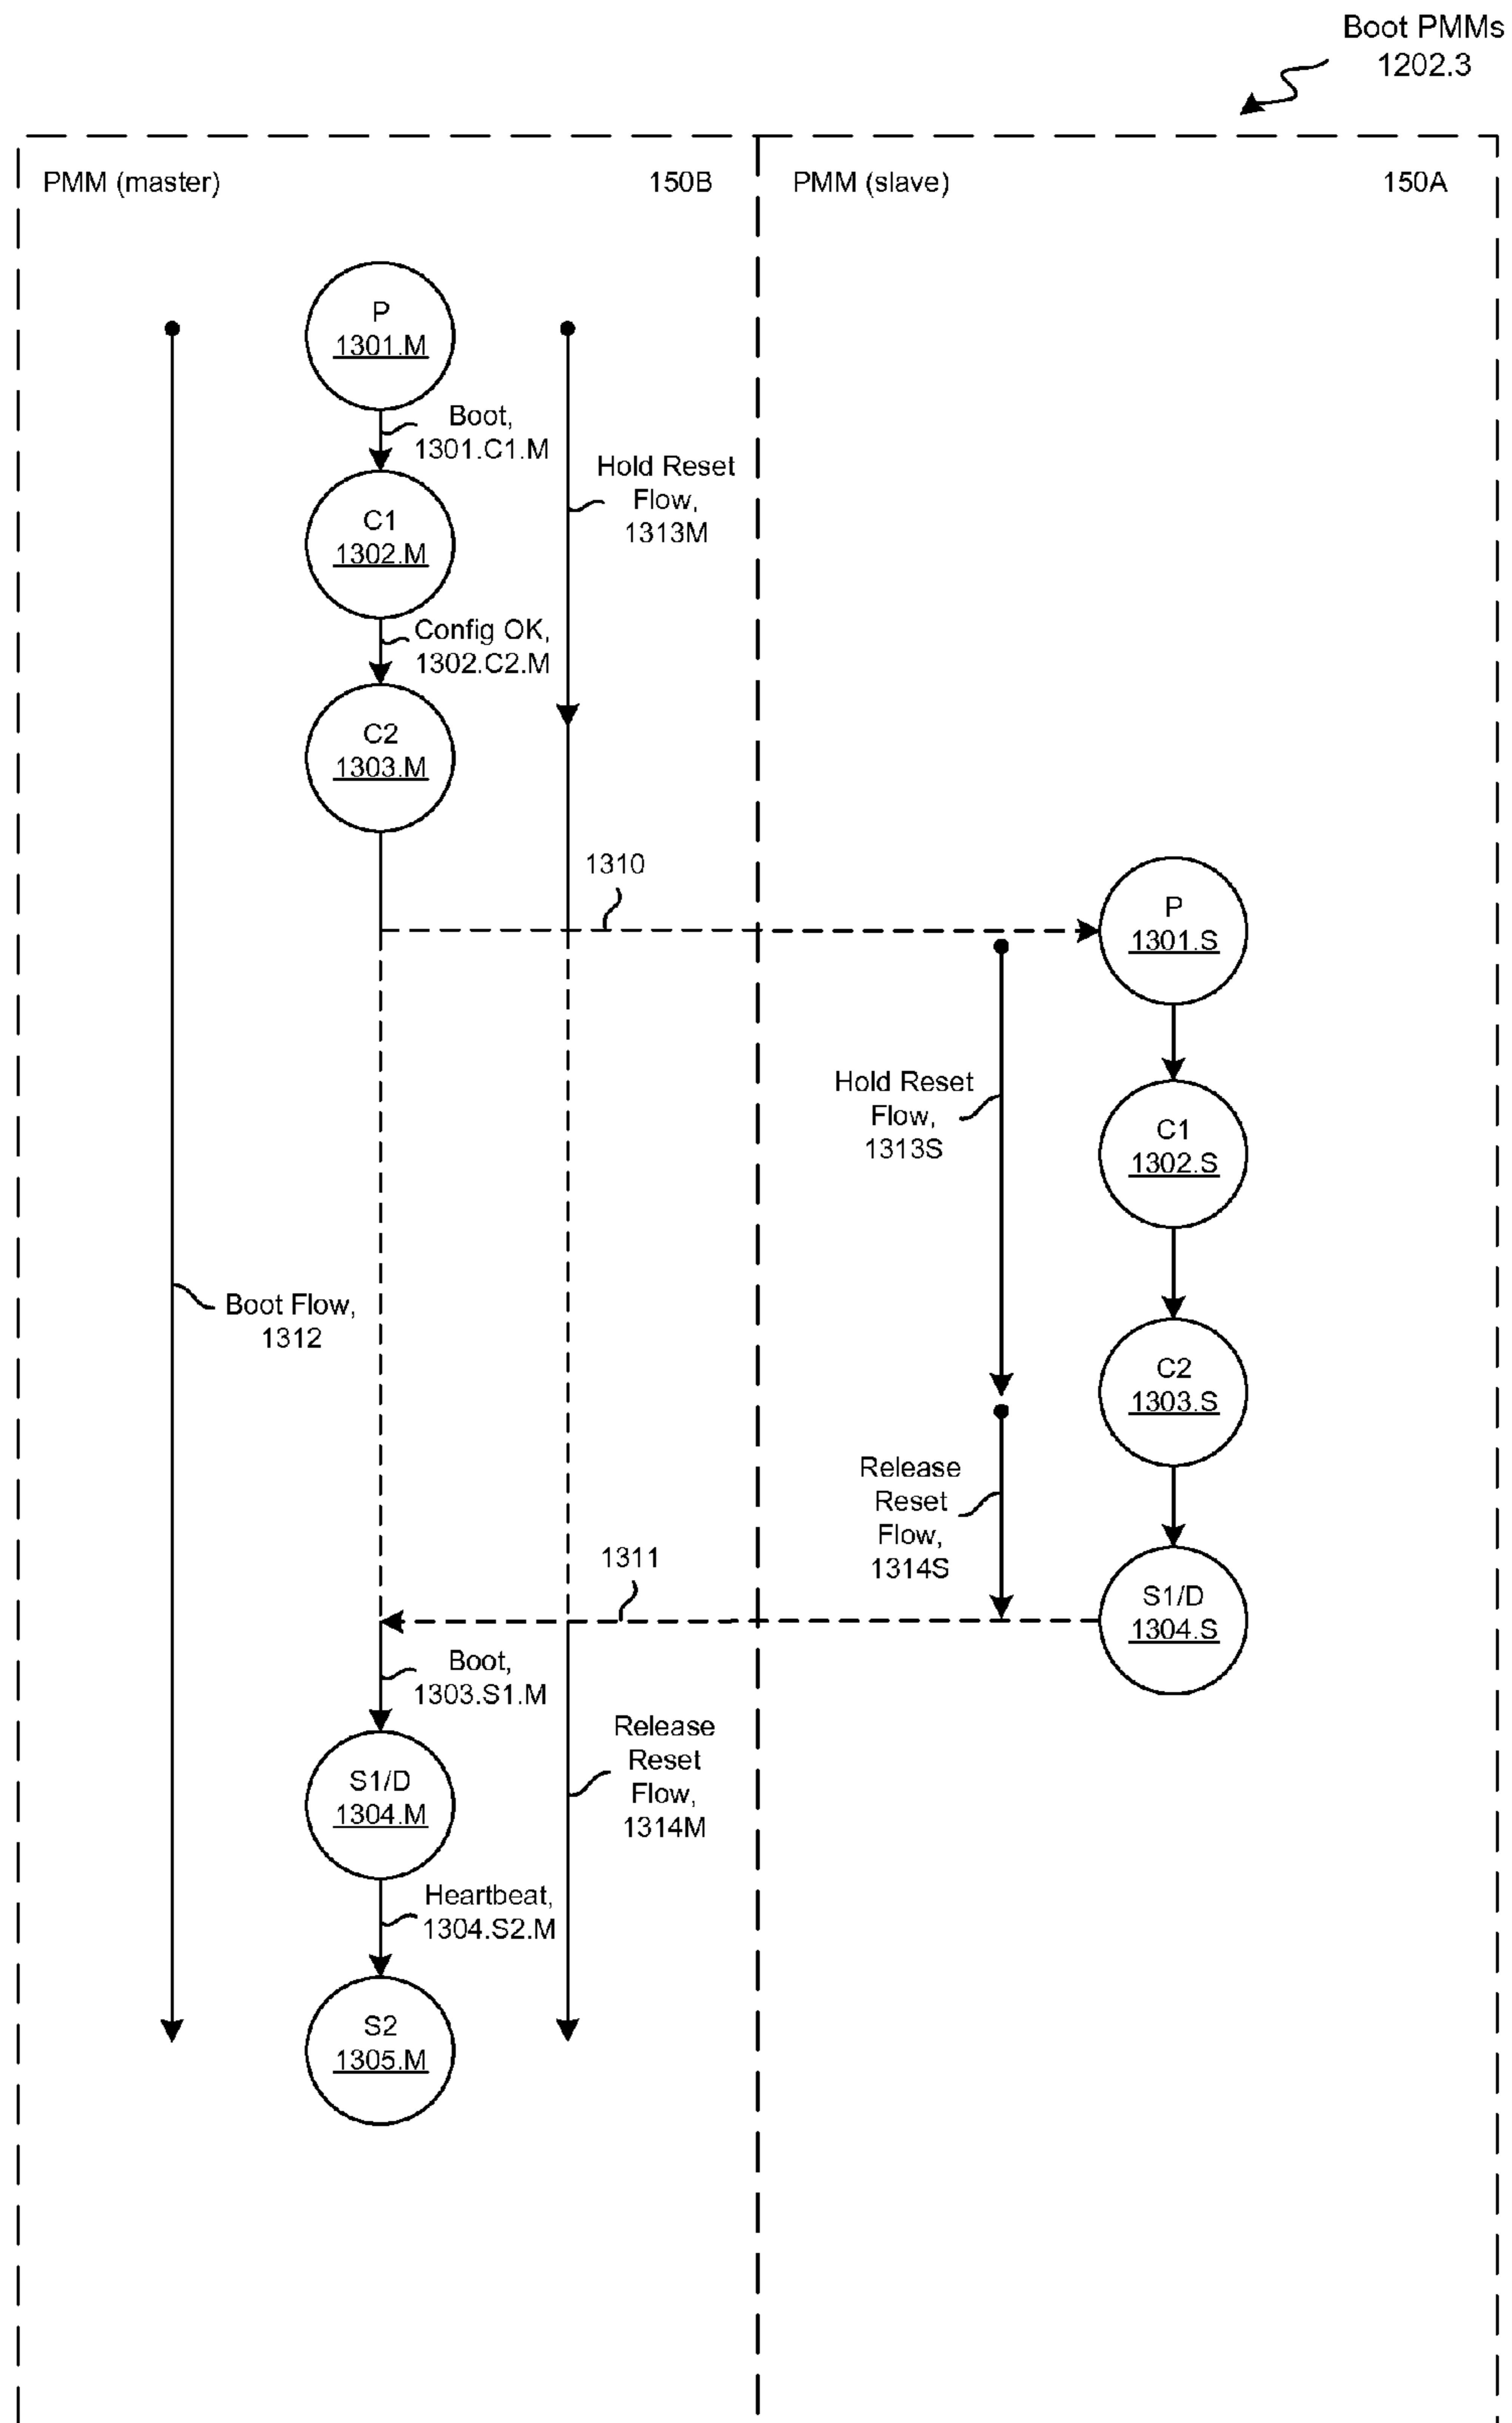 Boot PMMs
1202.3
PMM (master)
150B
PMM (slave)
150A
P
1301.M
Boot,
1301.C1.M
Hold Reset
Flow,
1313M
C1
1302.M
Config OK,
1302.C2.M
C2
1303.M
1310
P
1301.S
Hold Reset
Flow,
1313S
C1
1302.S
Boot Flow,
1312
C2
1303.S
Release
Reset
Flow,
1314S
1311
S1/D
1304.S
Boot,
1303.S1.M
Release
Reset
Flow,
1314M
S1/D
1304.M
Heartbeat,
1304.S2.M
S2
1305.M